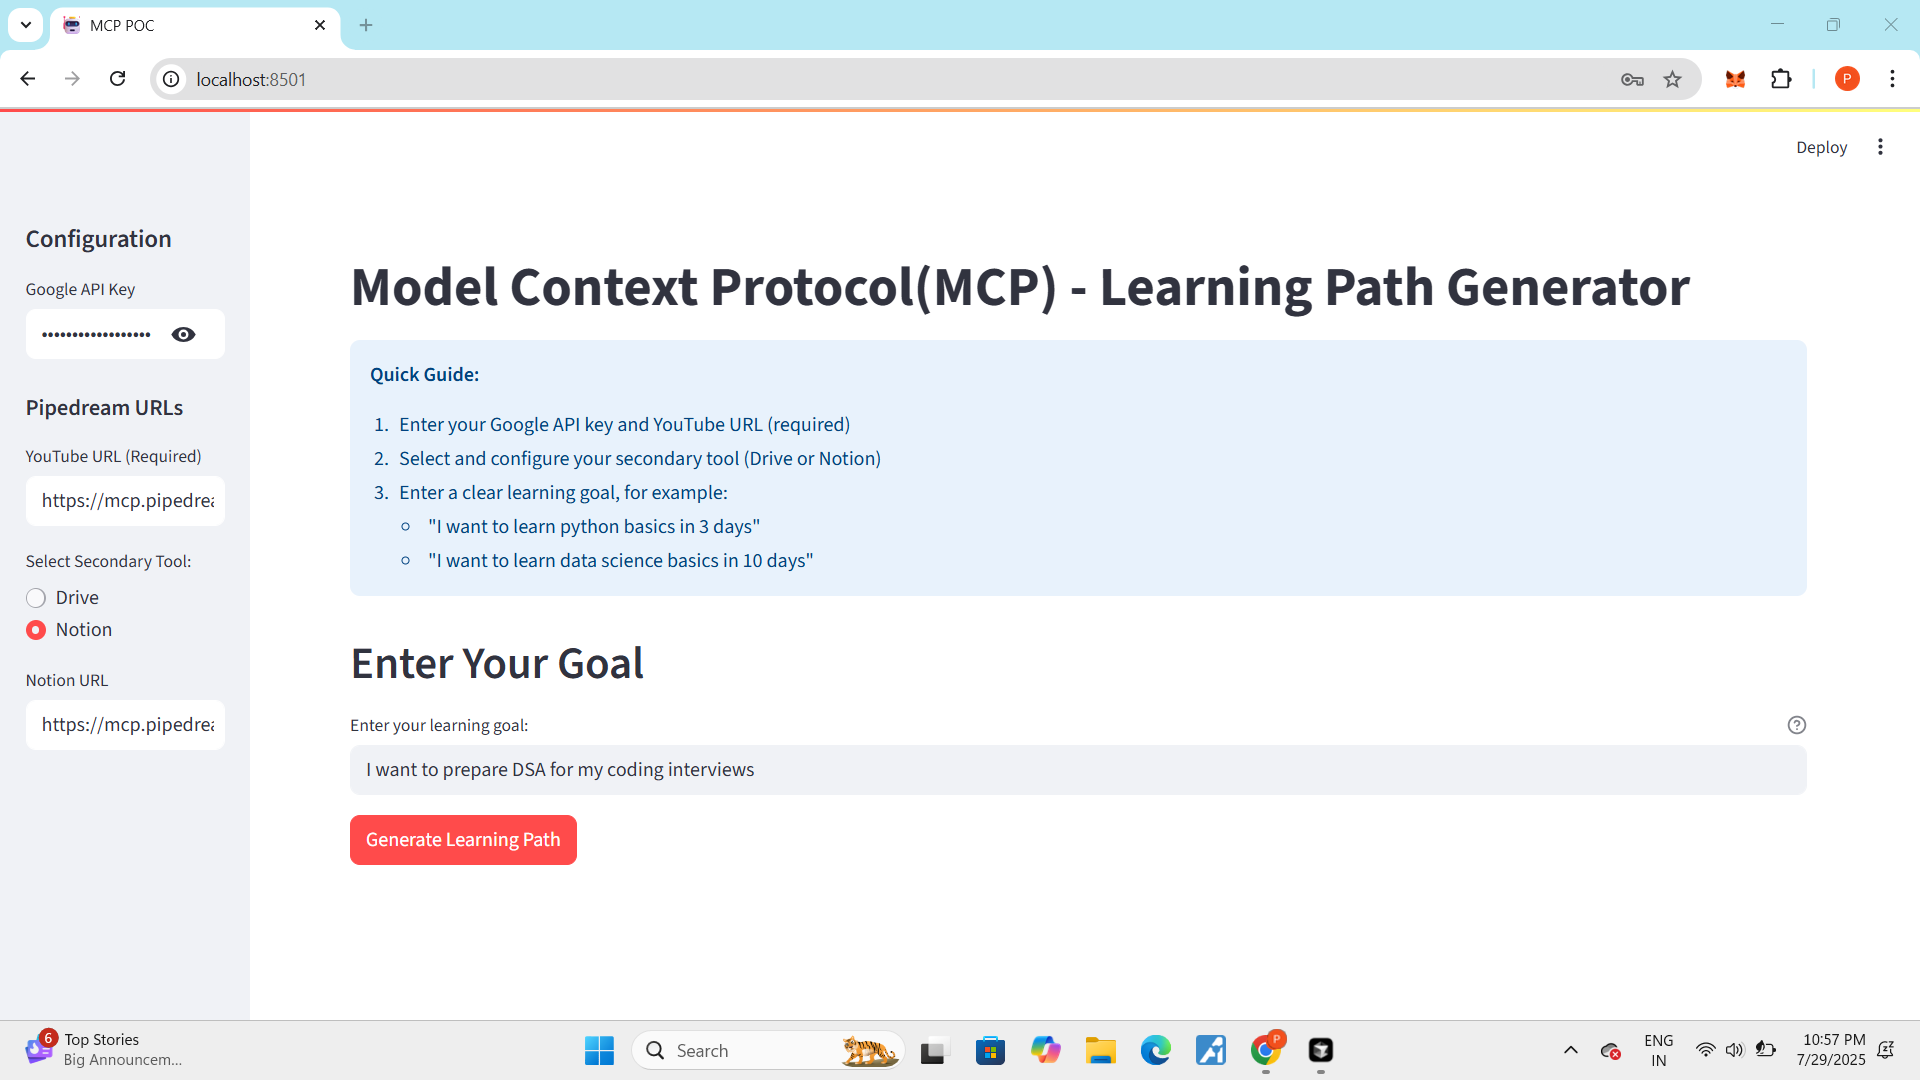 MCP POC
localhost:8501
P
Deploy
Configuration
Google API Key
Pipedream URLs
YouTube URL (Required)
https://mcp.pipedrea
Select Secondary Tool:
Drive
Notion
Notion URL
https://mcp.pipedrea
Model Context Protocol(MCP) - Learning Path Generator
Quick Guide:
1. Enter your Google API key and YouTube URL (required)
2. Select and configure your secondary tool (Drive or Notion)
3. Enter a clear learning goal, for example:
"I want to learn python basics in 3 days"
"I want to learn data science basics in 10 days"
Enter Your Goal
Enter your learning goal:
I want to prepare DSA for my coding interviews
Generate Learning Path
6
Top Stories
Big Announcem...
Search
P
ENG
IN
10:57 PM
7/29/2025